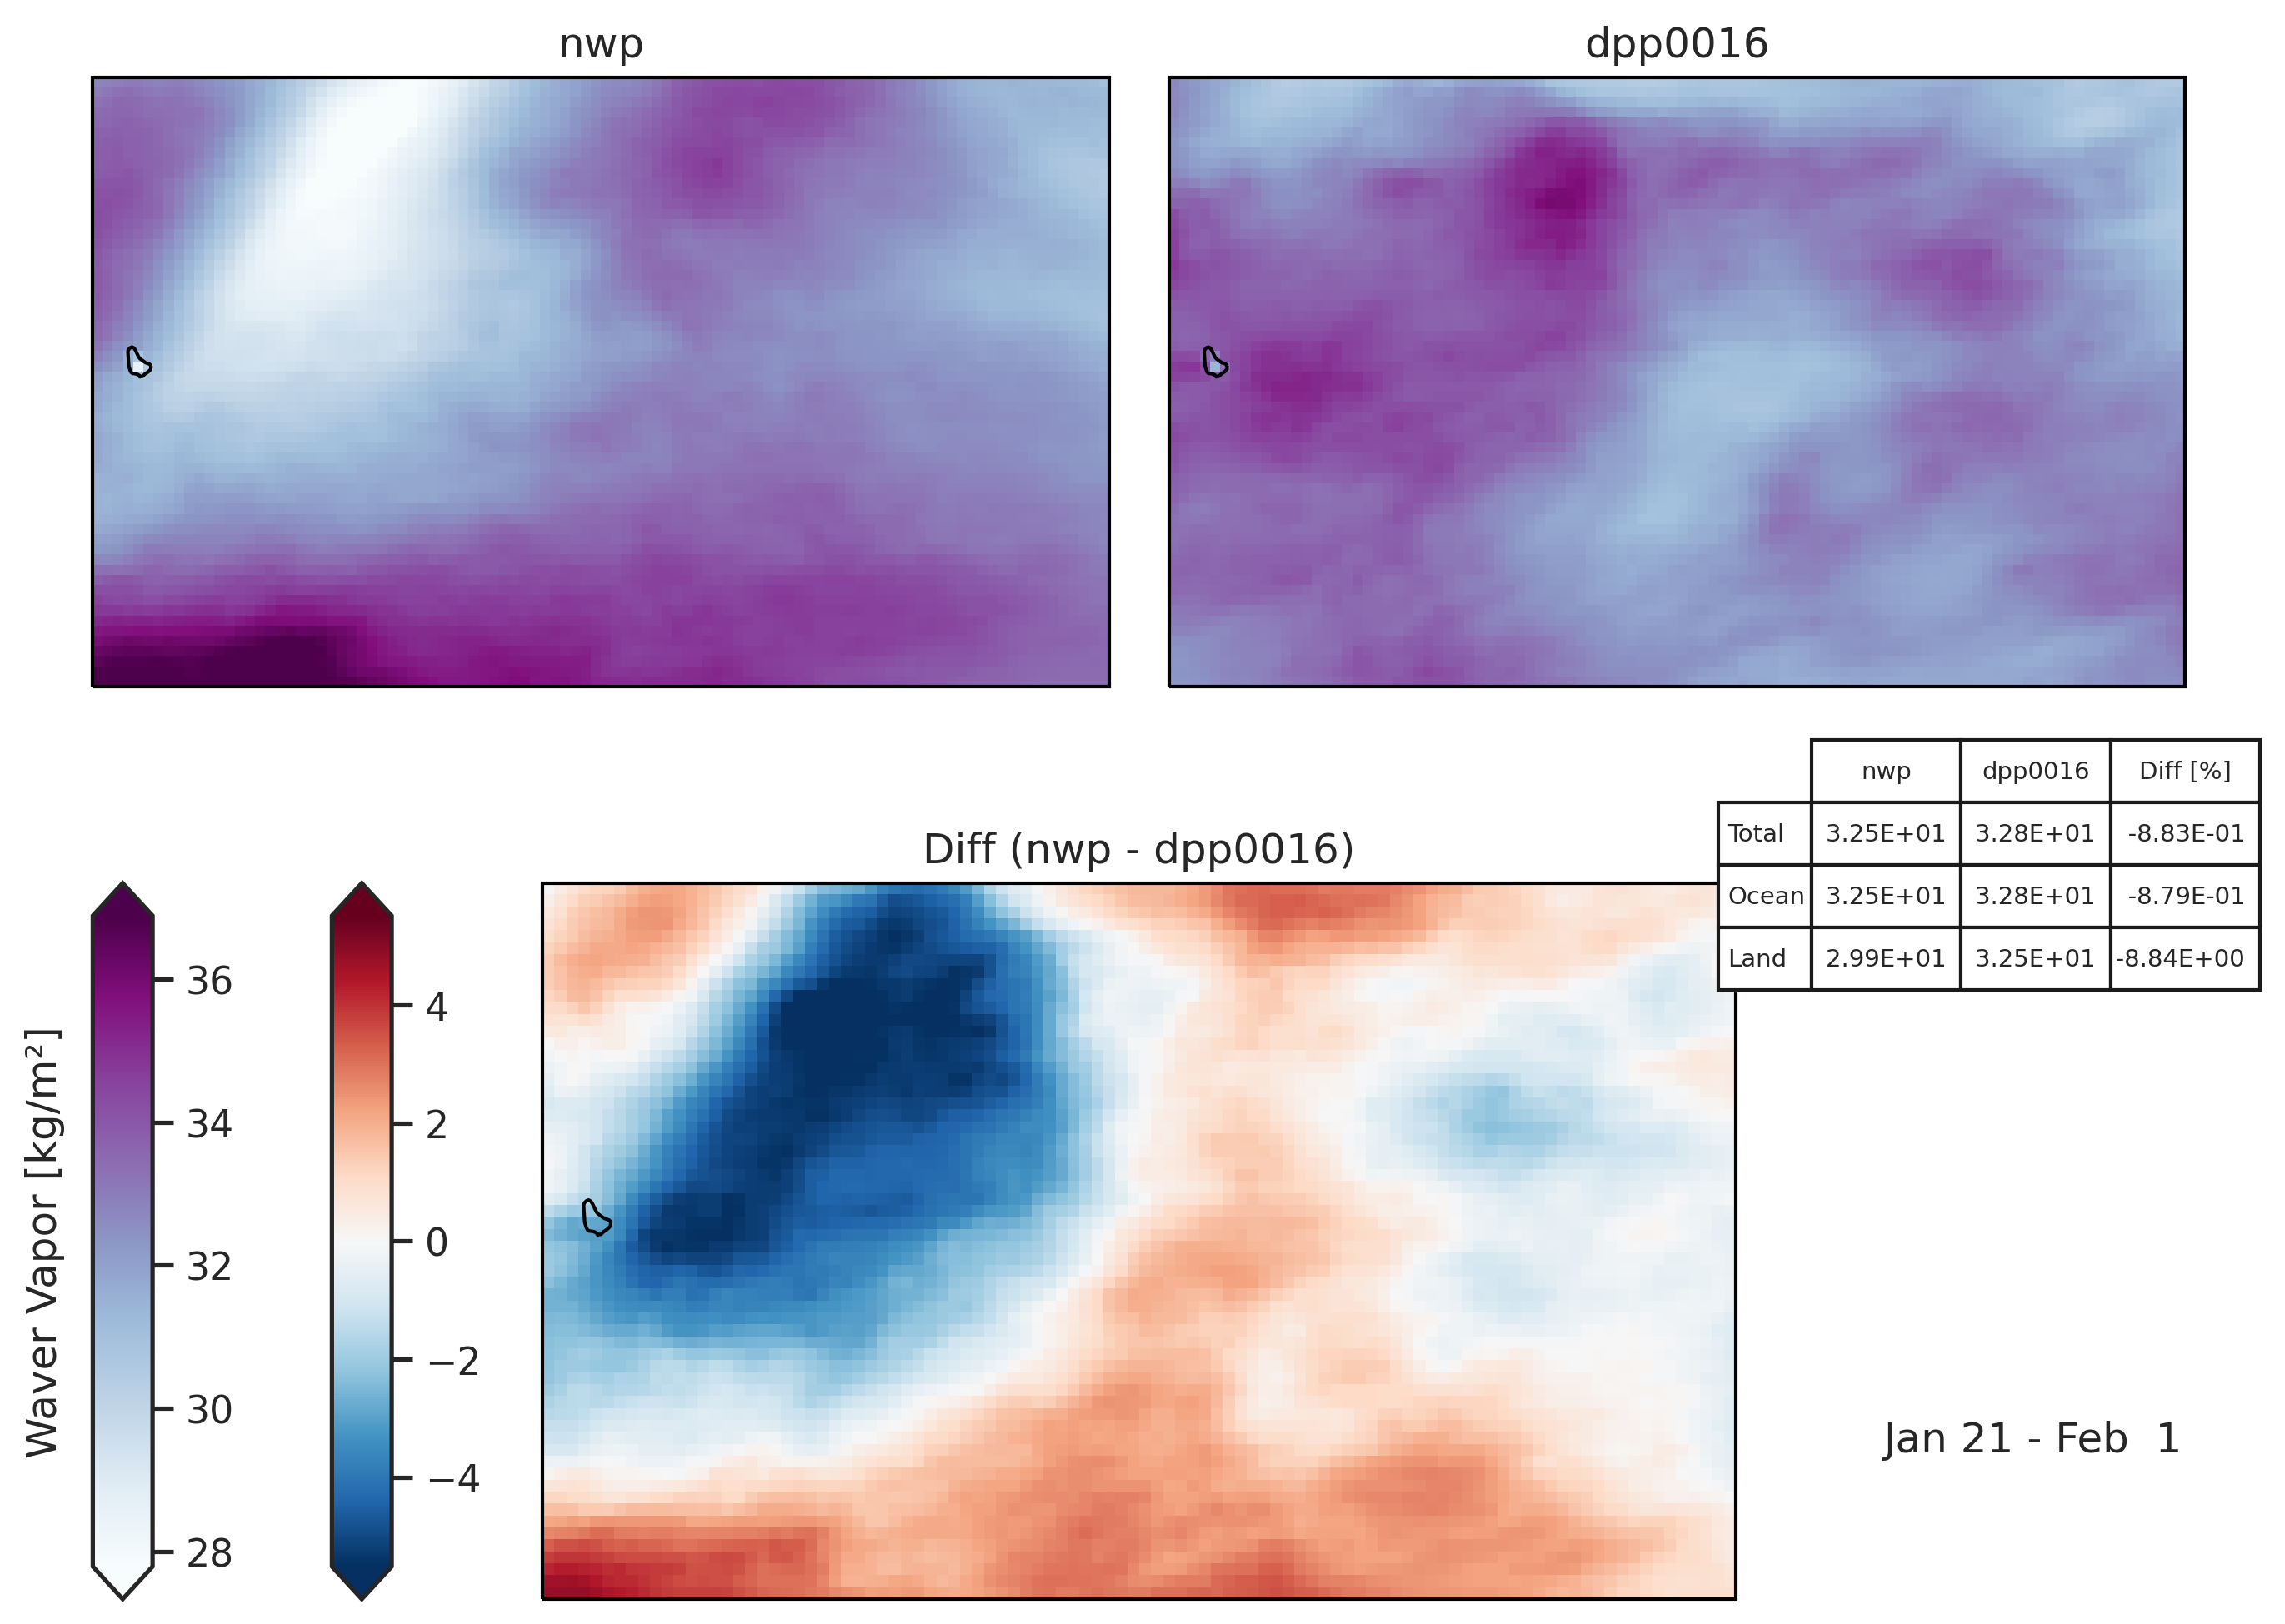 nwp
dpp0016
nwp dpp0016 Diff [%]
Total 3.25E+01 3.28E+01 -8.83E-01
Ocean 3.25E+01 3.28E+01 -8.79E-01
Land 2.99E+01 3.25E+01 -8.84E+00
Diff (nwp - dpp0016)
Waver Vapor [kg/m²]
36
34
32
30
28
4
2
0
−2
−4
Jan 21 - Feb  1